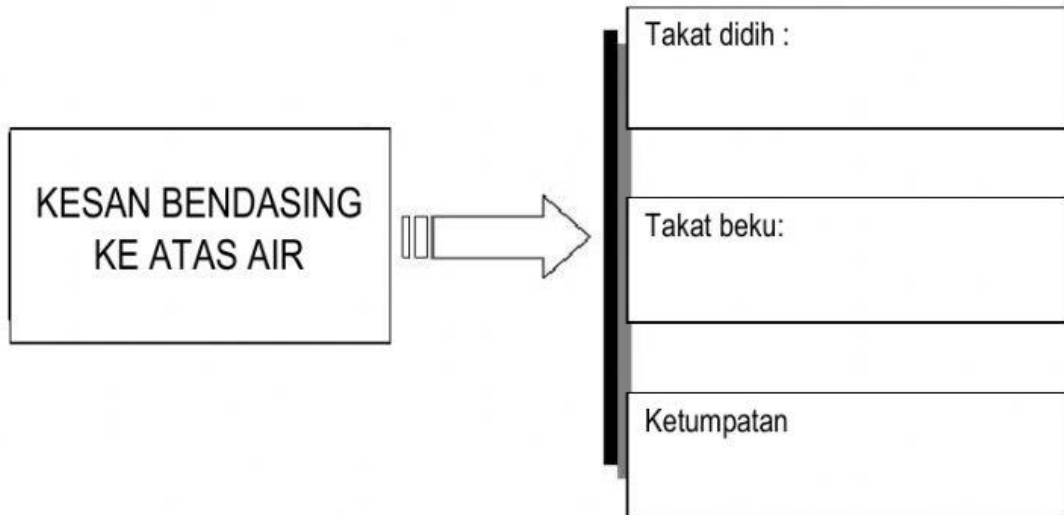 KESAN BENDASING
KE ATAS AIR
Takat didih :
Takat beku:
Ketumpatan